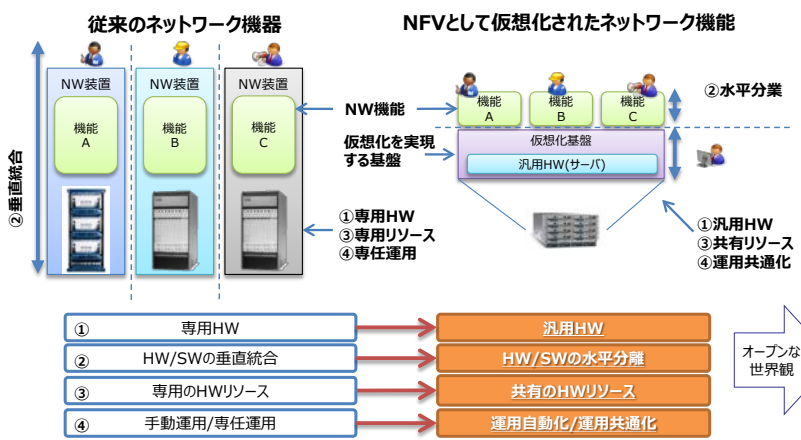 従来のネットワーク機器
NFVとして仮想化されたネットワーク機能
②垂直統合
NW装置
機能
A
NW装置
機能
B
NW装置
機能
C
①専用HW
③専用リソース
④専任運用
NW機能
仮想化を実現
する基盤
機能
A
機能
B
機能
C
②水平分業
仮想化基盤
汎用HW(サーバ)
①汎用HW
③共有リソース
④運用共通化
① 専用HW
汎用HW
② HW/SWの垂直統合
HW/SWの水平分離
③ 専用のHWリソース
共有のHWリソース
④ 手動運用/専任運用
運用自動化/運用共通化
オープンな
世界観